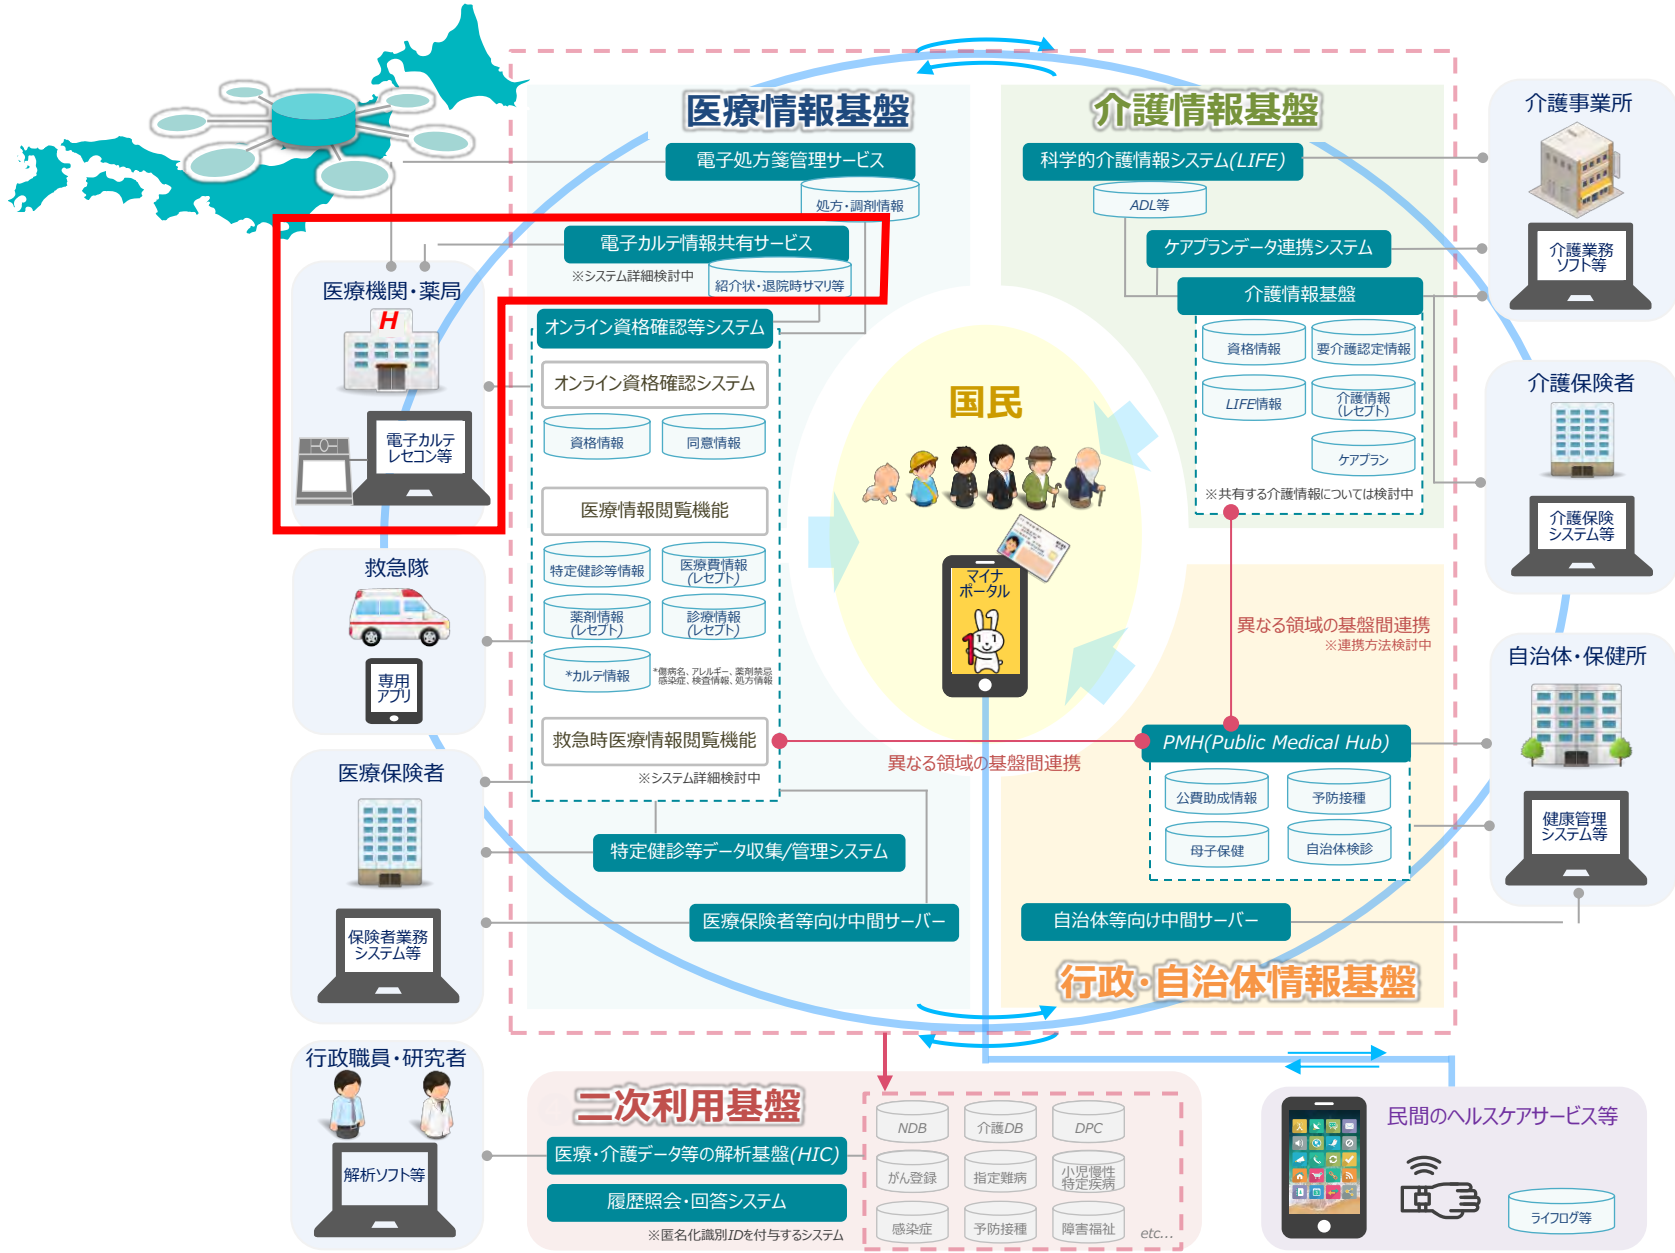 医療情報基盤
電子処方箋管理サービス
処方・調剤情報
電子カルテ情報共有サービス
※システム詳細検討中
紹介状・退院時サマリ等
オンライン資格確認等システム
オンライン資格確認システム
資格情報
同意情報
医療情報閲覧機能
特定健診等情報
医療費情報
(レセプト)
薬剤情報
(レセプト)
診療情報
(レセプト)
*カルテ情報
*傷病名、アレルギー、薬剤禁忌
感染症、検査情報、処方情報
救急時医療情報閲覧機能
※システム詳細検討中
特定健診等データ収集/管理システム
医療保険者等向け中間サーバー
医療機関・薬局
H
電子カルテ
レセコン等
救急隊
専用
アプリ
医療保険者
保険者業務
システム等
行政職員・研究者
解析ソフト等
国民
マイナ
ポータル
介護情報基盤
科学的介護情報システム(LIFE)
ADL等
ケアプランデータ連携システム
介護情報基盤
資格情報
要介護認定情報
LIFE情報
介護情報
(レセプト)
ケアプラン
※共有する介護情報については検討中
異なる領域の基盤間連携
※連携方法検討中
異なる領域の基盤間連携
PMH(Public Medical Hub)
公費助成情報
予防接種
母子保健
自治体検診
自治体等向け中間サーバー
行政・自治体情報基盤
介護事業所
介護業務
ソフト等
介護保険者
介護保険
システム等
自治体・保健所
健康管理
システム等
二次利用基盤
医療・介護データ等の解析基盤(HIC)
履歴照会・回答システム
※匿名化識別IDを付与するシステム
NDB
介護DB
DPC
がん登録
指定難病
小児慢性
特定疾病
感染症
予防接種
障害福祉
etc...
民間のヘルスケアサービス等
ライフログ等